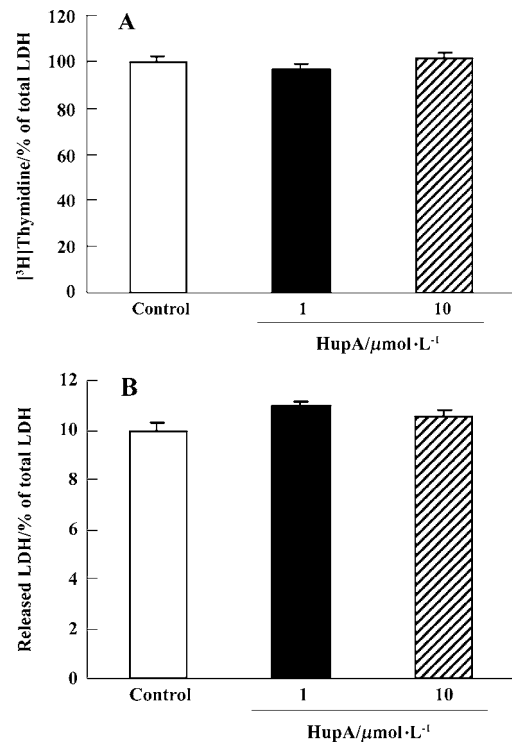 A
[³H]Thymidine/% of total LDH
120
100
80
60
40
20
0
Control
1
10
HupA/μmol·L⁻¹
B
Released LDH/% of total LDH
12
10
8
6
4
2
0
Control
1
10
HupA/μmol·L⁻¹